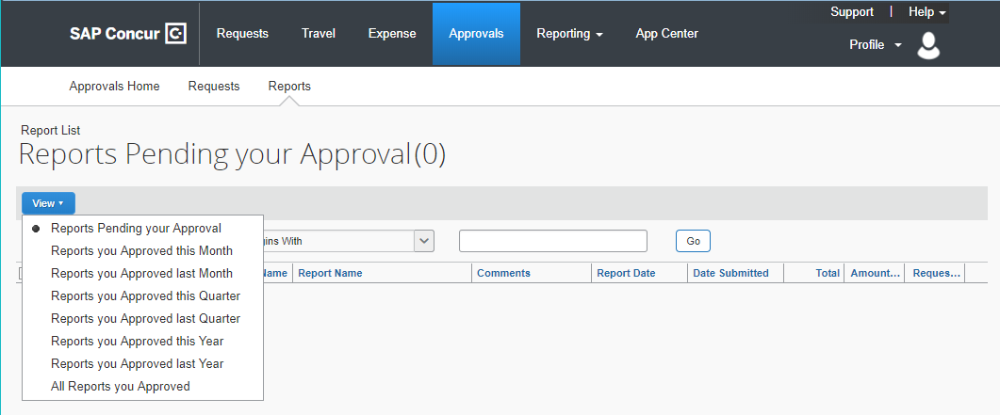 Support | Help
SAP Concur Requests Travel Expense Approvals Reporting App Center
Profile
Approvals Home Requests Reports
Report List
Reports Pending your Approval(0)
View
Reports Pending your Approval
gins With Go
Reports you Approved this Month
Reports you Approved last Month
Name Report Name Comments Report Date Date Submitted Total Amount... Reques...
Reports you Approved this Quarter
Reports you Approved last Quarter
Reports you Approved this Year
Reports you Approved last Year
All Reports you Approved